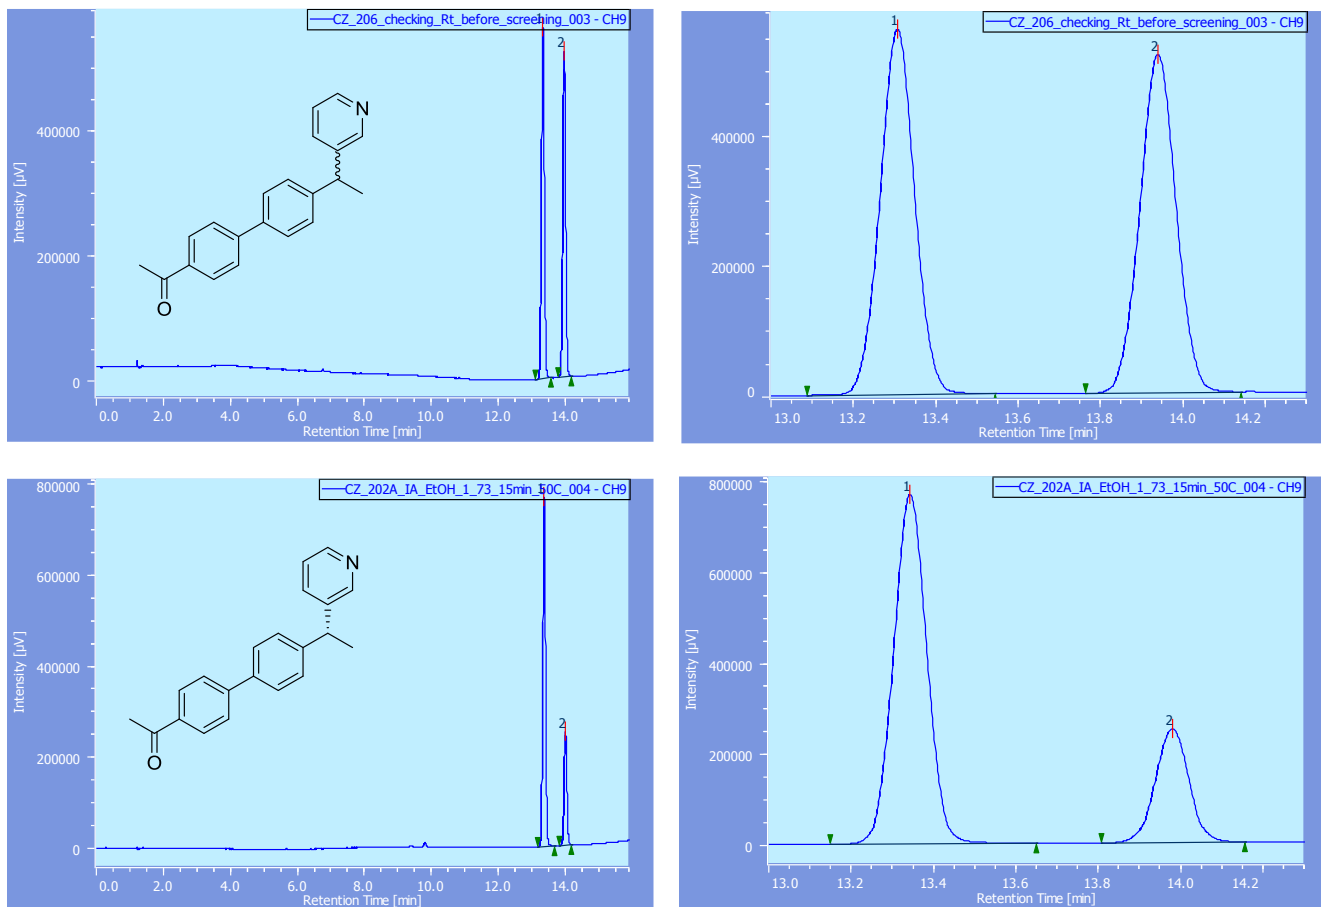 CZ_206_checking_Rt_before_screening_003 - CH9
1
2
N
O
400000
200000
0
Intensity [µV]
0.0 2.0 4.0 6.0 8.0 10.0 12.0 14.0
Retention Time [min]
CZ_206_checking_Rt_before_screening_003 - CH9
1
2
400000
200000
0
Intensity [µV]
13.0 13.2 13.4 13.6 13.8 14.0 14.2
Retention Time [min]
CZ_202A_IA_EtOH_1_73_15min_50C_004 - CH9
2
N
O
800000
600000
400000
200000
0
Intensity [µV]
0.0 2.0 4.0 6.0 8.0 10.0 12.0 14.0
Retention Time [min]
CZ_202A_IA_EtOH_1_73_15min_50C_004 - CH9
1
2
800000
600000
400000
200000
0
Intensity [µV]
13.0 13.2 13.4 13.6 13.8 14.0 14.2
Retention Time [min]